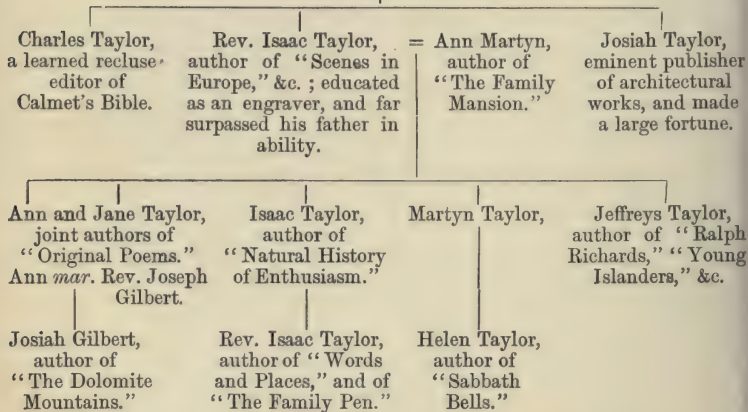 Charles Taylor,
a learned recluse
editor of
Calmet's Bible.
Rev. Isaac Taylor,
author of "Scenes in
Europe," &c. ; educated
as an engraver, and far
surpassed his father in
ability.
= Ann Martyn,
author of
"The Family
Mansion."
Josiah Taylor,
eminent publisher
of architectural
works, and made
a large fortune.
Ann and Jane Taylor,
joint authors of
"Original Poems."
Ann mar. Rev. Joseph
Gilbert.
Isaac Taylor,
author of
"Natural History
of Enthusiasm."
Martyn Taylor,
Jeffreys Taylor,
author of "Ralph
Richards," "Young
Islanders," &c.
Josiah Gilbert,
author of
"The Dolomite
Mountains."
Rev. Isaac Taylor,
author of "Words
and Places," and of
"The Family Pen."
Helen Taylor,
author of
"Sabbath
Bells."